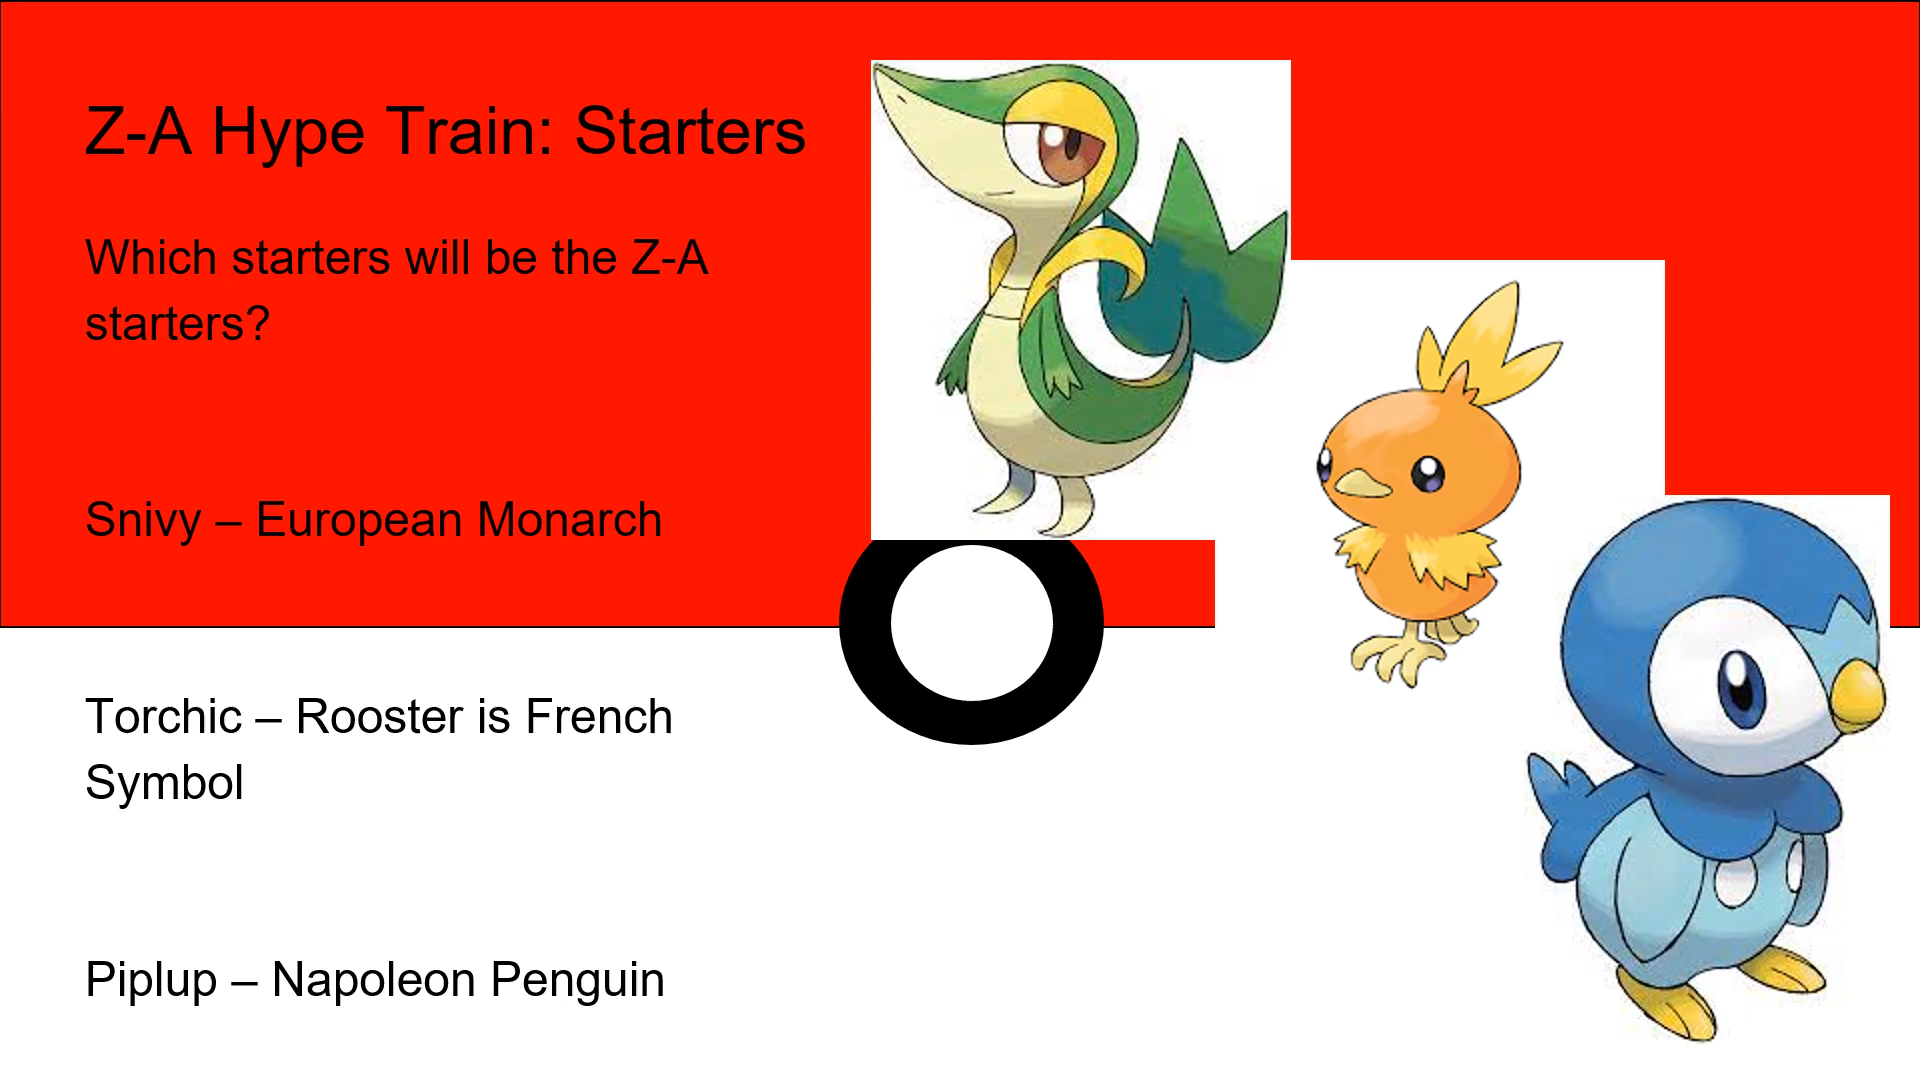 Z-A Hype Train: Starters
Which starters will be the Z-A
starters?
Snivy – European Monarch
Torchic – Rooster is French
Symbol
Piplup – Napoleon Penguin